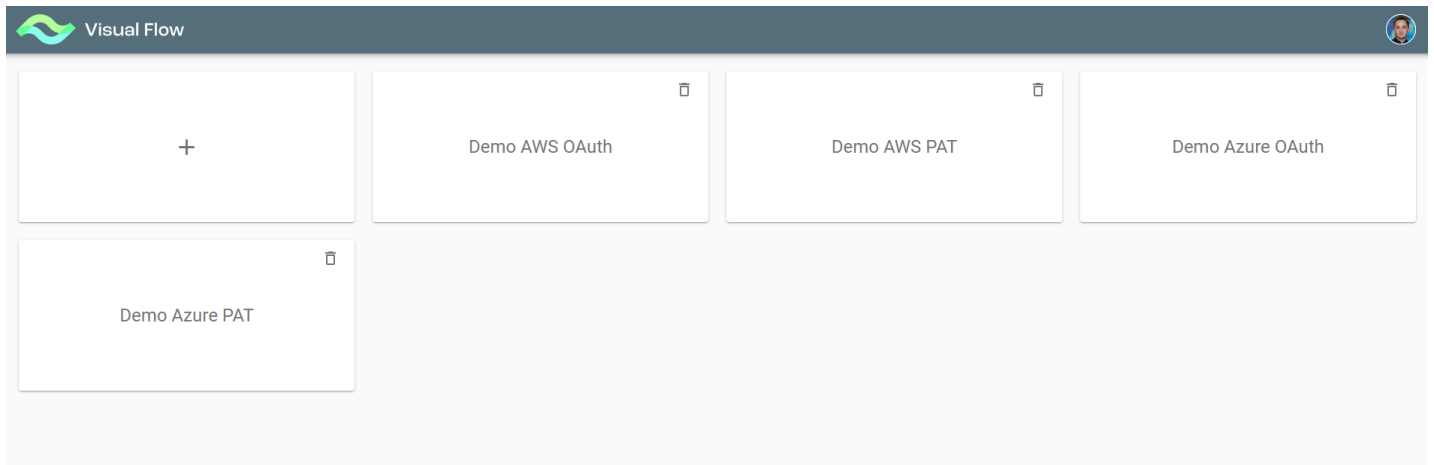 Visual Flow
+
Demo AWS OAuth
Demo AWS PAT
Demo Azure OAuth
Demo Azure PAT